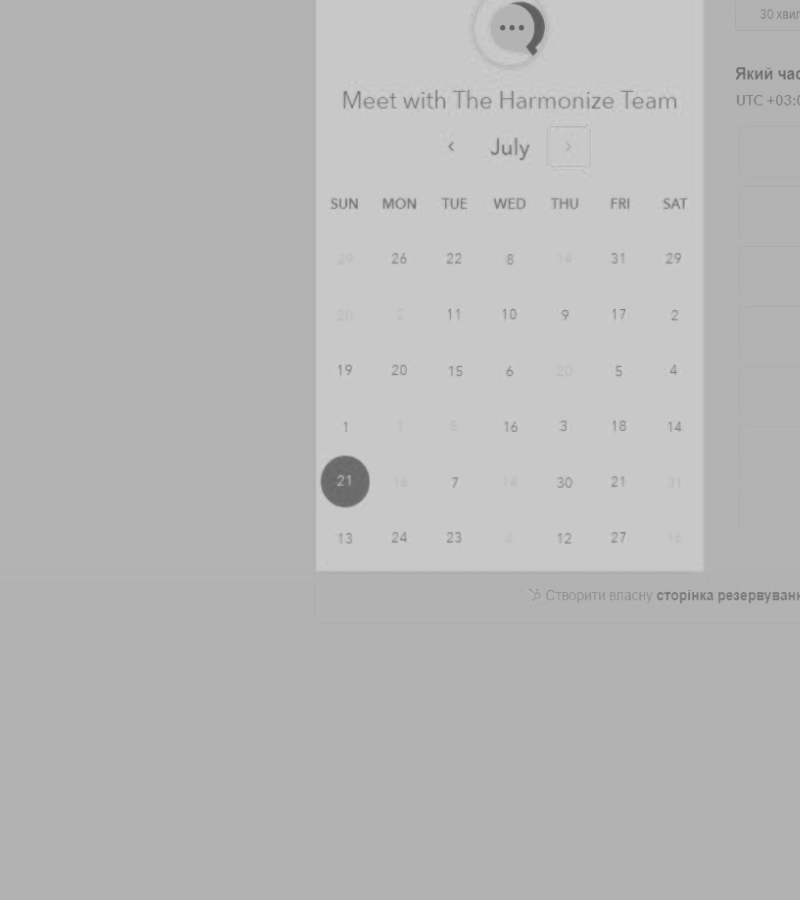 30 хвил
Який час
Meet with The Harmonize Team
UTC +03:0
July
SUN MON TUE WED THU FRI SAT
29 26 22 8 14 31 29
20 2 11 10 9 17 2
19 20 15 6 20 5 4
1 1 5 16 3 18 14
21 16 7 14 30 21 31
13 24 23 4 12 27 16
Створити власну сторінка резервуванн